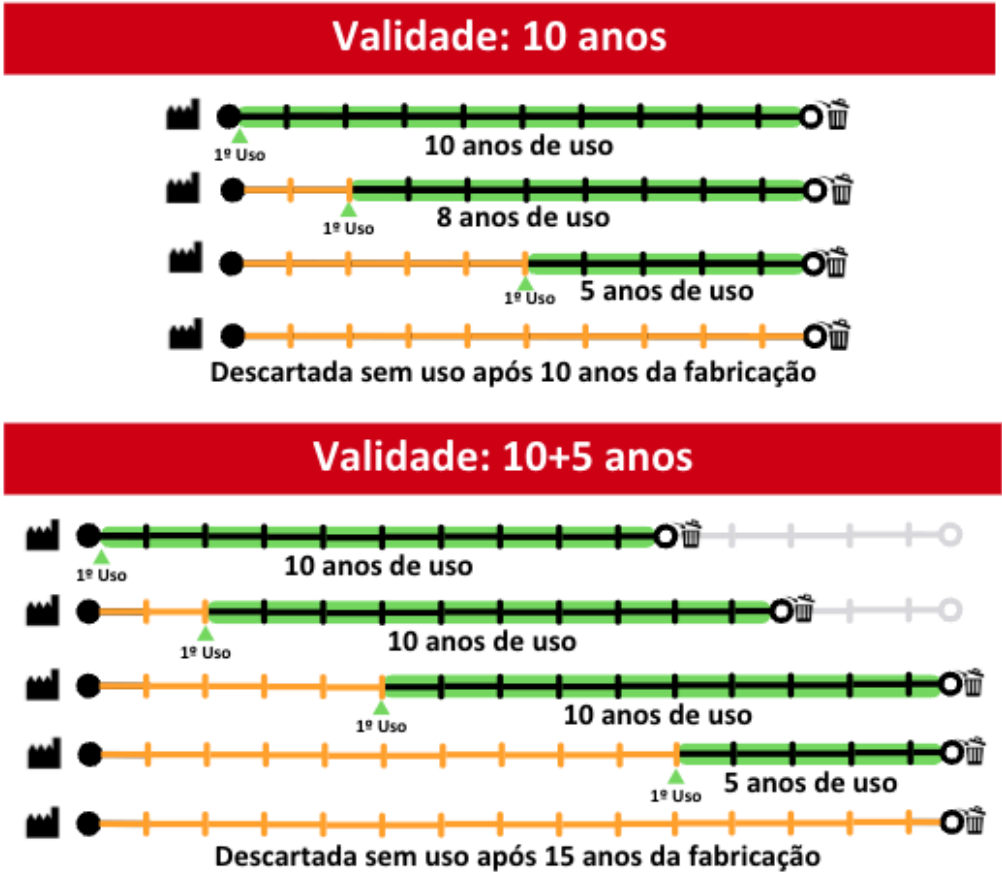 Validade: 10 anos
1º Uso
10 anos de uso
1º Uso
8 anos de uso
1º Uso
5 anos de uso
Descartada sem uso após 10 anos da fabricação
Validade: 10+5 anos
1º Uso
10 anos de uso
1º Uso
10 anos de uso
1º Uso
10 anos de uso
1º Uso
5 anos de uso
Descartada sem uso após 15 anos da fabricação